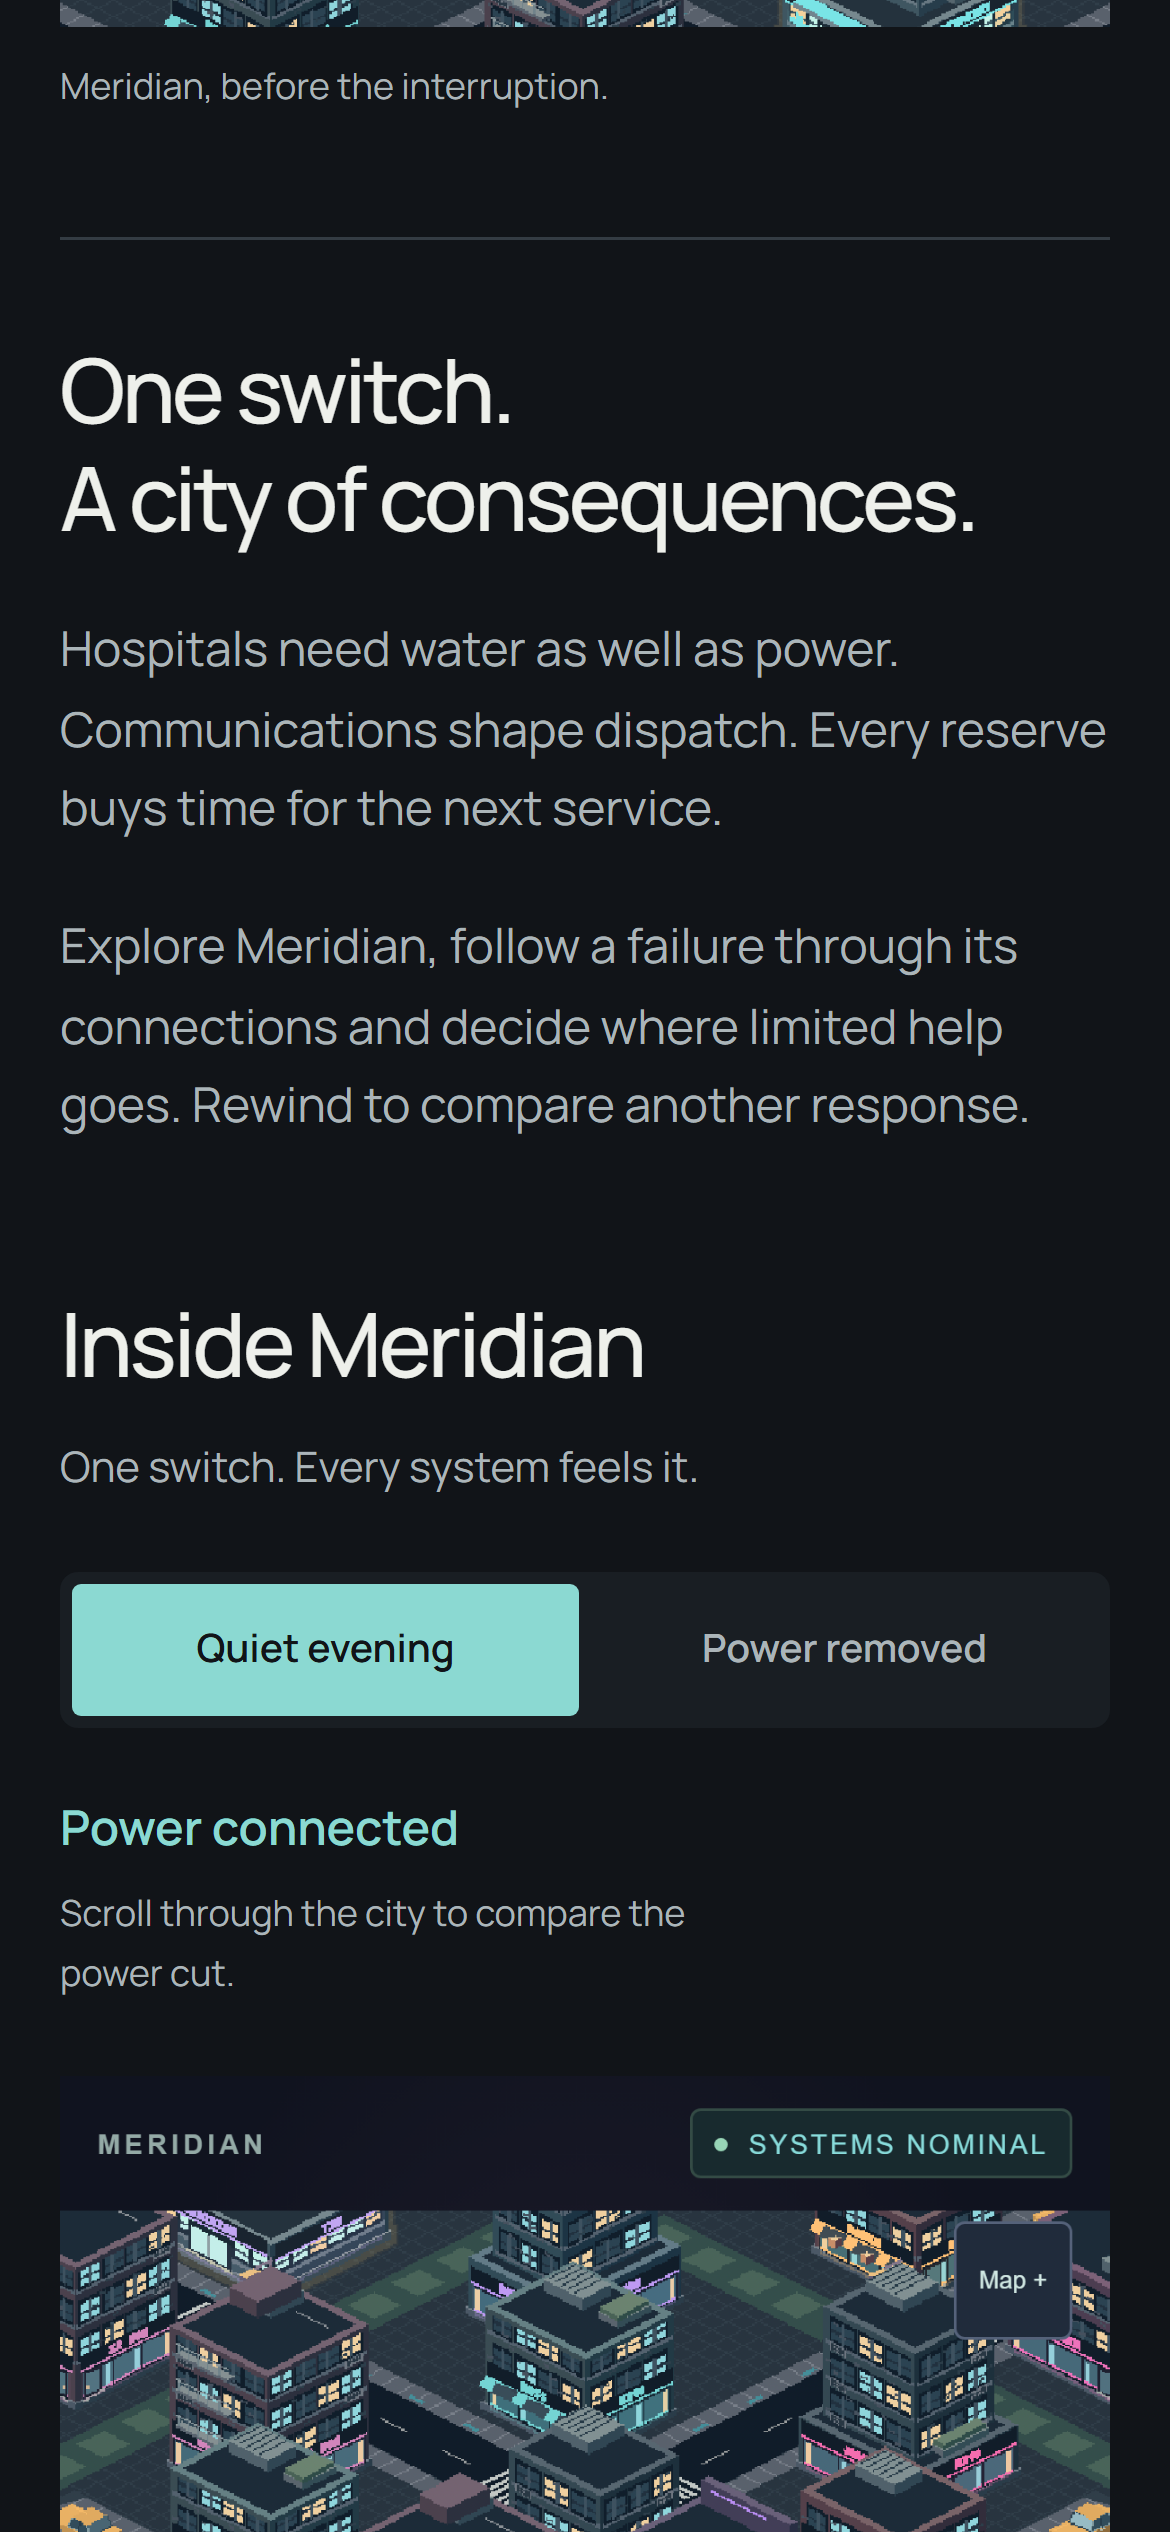 Meridian, before the interruption.
One switch.
A city of consequences.
Hospitals need water as well as power.
Communications shape dispatch. Every reserve
buys time for the next service.
Explore Meridian, follow a failure through its
connections and decide where limited help
goes. Rewind to compare another response.
Inside Meridian
One switch. Every system feels it.
Quiet evening
Power removed
Power connected
Scroll through the city to compare the
power cut.
MERIDIAN
SYSTEMS NOMINAL
Map +